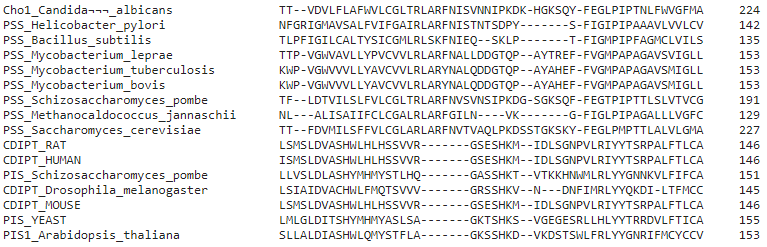 Cho1_Candida¬¬¬_albicans TT--VDVLFLAFWVLCGLTRLARFNISVNNIPKDK-HGKSQY-FEGLPIPTNLFWVGFMA 224
PSS_Helicobacter_pylori NFGRIGMAVSALFVIFGAIRLARFNISTNTSDPY-------S-FIGIPIPAAAVLVVLCV 142
PSS_Bacillus_subtilis TLPFIGILCALTYSICGMVRLSKFNIEQ--SKLP-------T-FIGMPIPFAGMCLVILS 135
PSS_Mycobacterium_leprae TTP-VGWVAVLLYPVCVVLRLARFNALLDDGTQP--AYTREF-FVGMPAPAGAVSVIGLL 153
PSS_Mycobacterium_tuberculosis KWP-VGWVVVLLYAVCVVLRLARYNALQDDGTQP--AYAHEF-FVGMPAPAGAVSMIGLL 153
PSS_Mycobacterium_bovis KWP-VGWVVVLLYAVCVVLRLARYNALQDDGTQP--AYAHEF-FVGMPAPAGAVSMIGLL 153
PSS_Schizosaccharomyces_pombe TF--LDTVILSLFVLCGLTRLARFNVSVNSIPKDG-SGKSQF-FEGTPIPTTLSLVTVCG 191
PSS_Methanocaldococcus_jannaschii NL---ALISAIIFCLCGALRLARFGILN----VK-------G-FIGLPIPAGALLLVGFC 129
PSS_Saccharomyces_cerevisiae TT--FDVMILSFFVLCGLARLARFNVTVAQLPKDSSTGKSKY-FEGLPMPTTLALVLGMA 227
CDIPT_RAT LSMSLDVASHWLHLHSSVVR-------GSESHKM--IDLSGNPVLRIYYTSRPALFTLCA 146
CDIPT_HUMAN ISMSLDVASHWLHLHSSVVR-------GSESHKM--IDLSGNPVLRIYYTSRPALFTLCA 146
PIS_Schizosaccharomyces_pombe LLVSLDLASHYMHMYSTLHQ-------GASSHKT--VTKKHNWMLRLYYGNNKVLFIFCA 151
CDIPT_Drosophila_melanogaster LSIAIDVACHWLFMQTSVVV-------GRSSHKV--N---DNFIMRLYYQKDI-LTFMCC 145
CDIPT_MOUSE LSMSLDVASHWLHLHSSVVR-------GSESHKM--IDLSGNPVLRIYYTSRPALFTLCA 146
PIS_YEAST LMLGLDITSHYMHMYASLSA-------GKTSHKS--VGEGESRLLHLYYTRRDVLFTICA 155
PIS1_Arabidopsis_thaliana SLLALDIASHWLQMYSTFLA-------GKSSHKD--VKDSTSWLFRLYYGNRIFMCYCCV 153